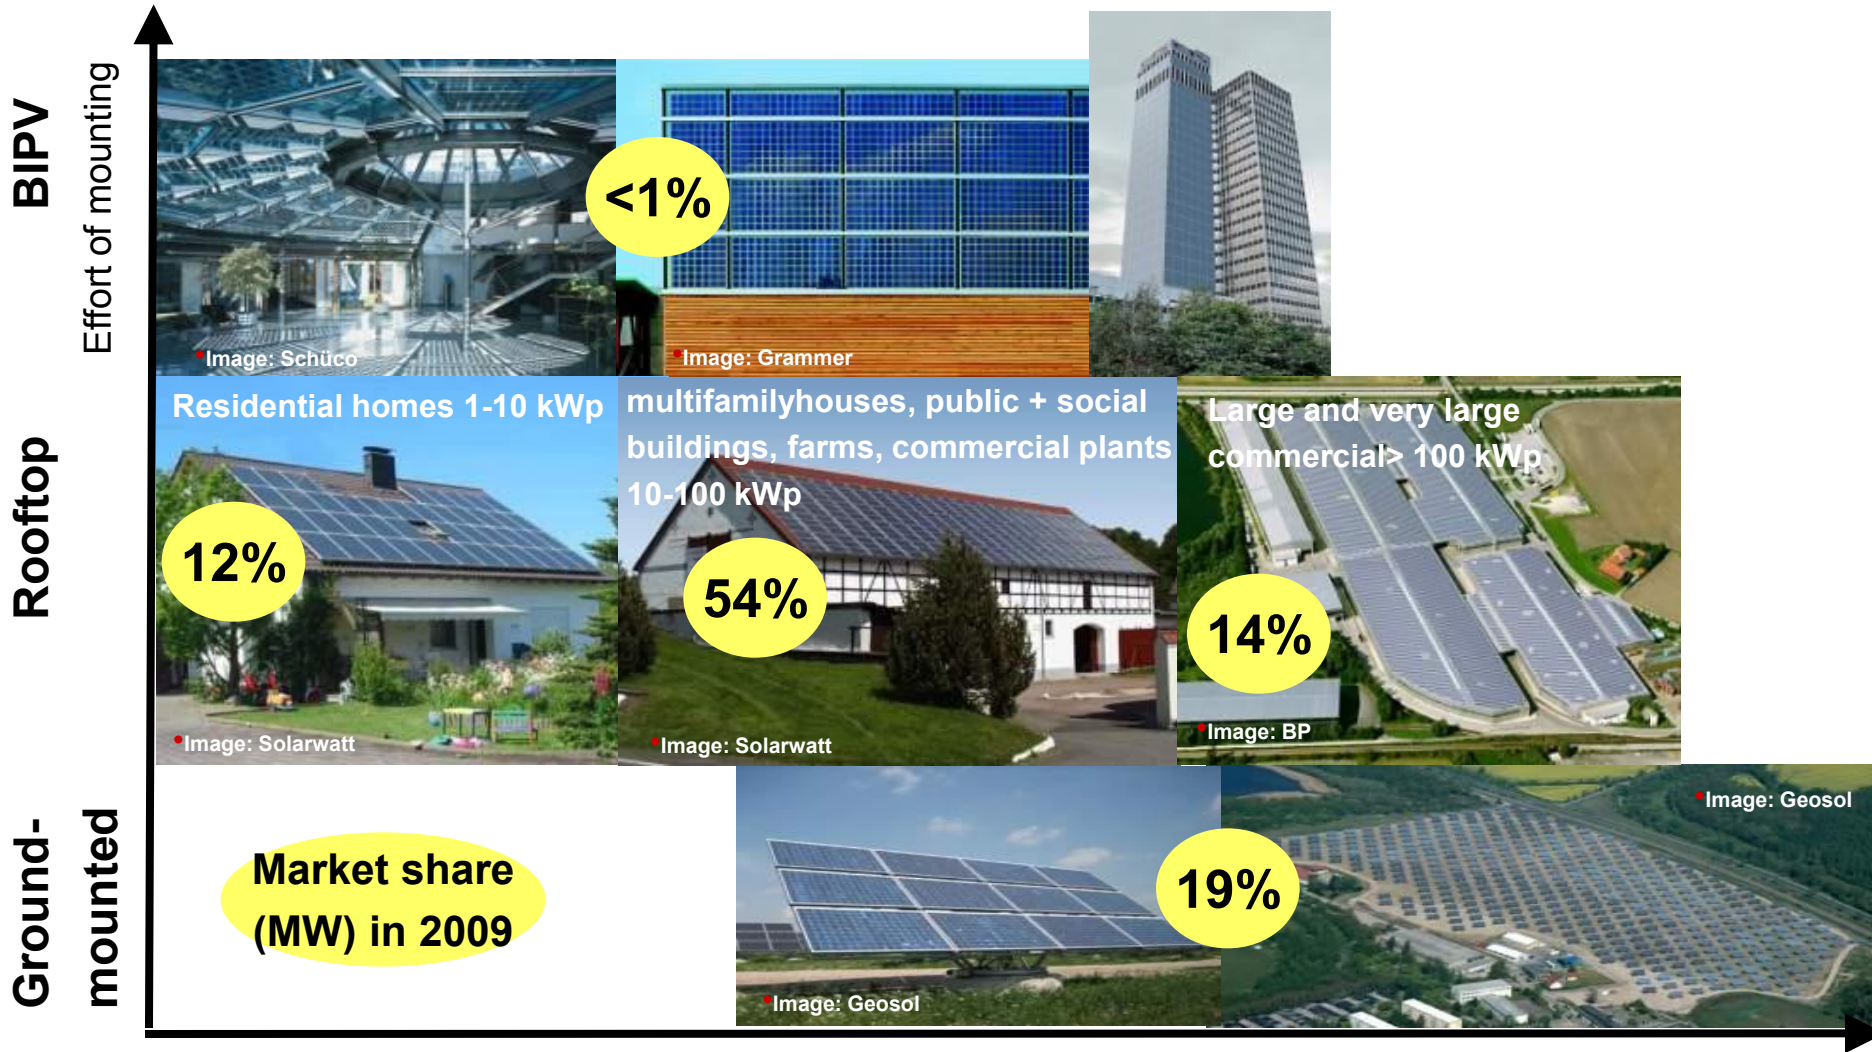 BIPV
Effort of mounting
<1%
•Image: Schüco
•Image: Grammer
Rooftop
Residential homes 1-10 kWp
12%
•Image: Solarwatt
multifamilyhouses, public + social
buildings, farms, commercial plants
10-100 kWp
54%
•Image: Solarwatt
Large and very large
commercial> 100 kWp
14%
•Image: BP
Ground-
mounted
Market share
(MW) in 2009
19%
•Image: Geosol
•Image: Geosol